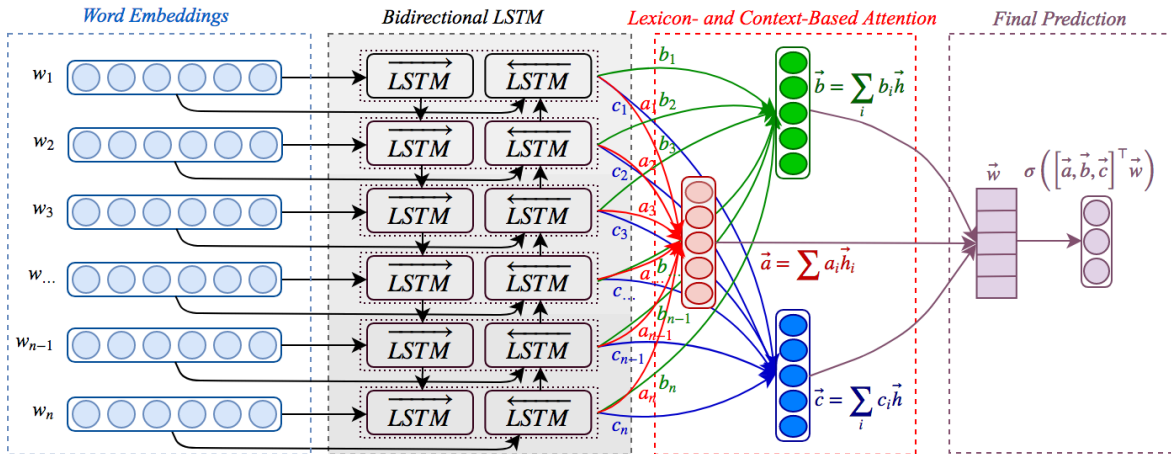 Word Embeddings
Bidirectional LSTM
Lexicon- and Context-Based Attention
Final Prediction
w₁
LSTM→ LSTM←
b₁
c₁ a₁ b₂
b⃗ = ∑ᵢ bᵢh⃗
w₂
LSTM→ LSTM←
b₃
c₂ a₂
w⃗
σ([a⃗, b⃗, c⃗]ᵀ w⃗)
w₃
LSTM→ LSTM←
c₃ a₃
a⃗ = ∑ aᵢh⃗ᵢ
w...
LSTM→ LSTM←
c... a... b...
wₙ₋₁
LSTM→ LSTM←
cₙ₋₁ aₙ₋₁ bₙ₋₁
wₙ
LSTM→ LSTM←
cₙ aₙ bₙ
c⃗ = ∑ᵢ cᵢh⃗